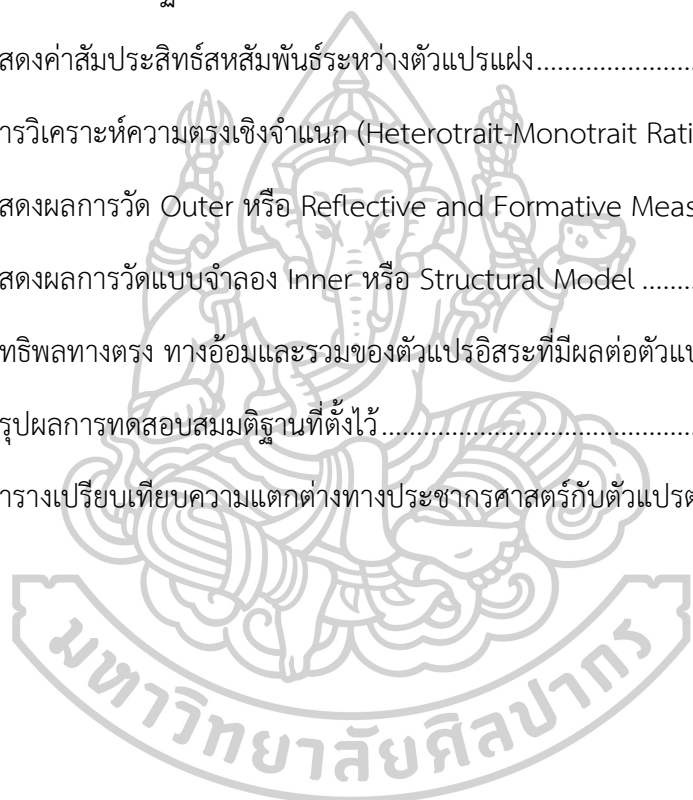 สดงค่าสัมประสิทธ์สหสัมพันธ์ระหว่างตัวแปรแฝง......................
ารวิเคราะห์ความตรงเชิงจำแนก (Heterotrait-Monotrait Rati
สดงผลการวัด Outer หรือ Reflective and Formative Meas
สดงผลการวัดแบบจำลอง Inner หรือ Structural Model .......
ทธิพลทางตรง ทางอ้อมและรวมของตัวแปรอิสระที่มีผลต่อตัวแป
รุปผลการทดสอบสมมติฐานที่ตั้งไว้............................................
ารางเปรียบเทียบความแตกต่างทางประชากรศาสตร์กับตัวแปรต
มหาวิทยาลัยศิลปากร